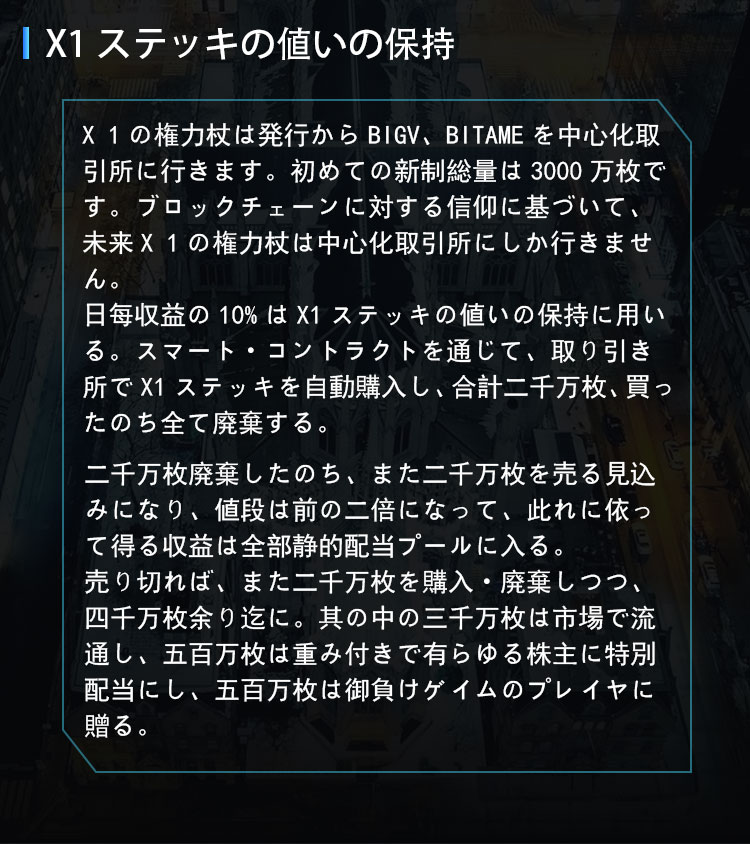 X1 ステッキの値いの保持
X 1 の権力杖は発行から BIGV、BITAME を中心化取
引所に行きます。初めての新制総量は 3000 万枚で
す。ブロックチェーンに対する信仰に基づいて、
未来 X 1 の権力杖は中心化取引所にしか行きませ
ん。
日毎収益の 10% は X1 ステッキの値いの保持に用い
る。スマート・コントラクトを通じて、取り引き
所で X1 ステッキを自動購入し、合計二千万枚、買っ
たのち全て廃棄する。
二千万枚廃棄したのち、また二千万枚を売る見込
みになり、値段は前の二倍になって、此れに依っ
て得る収益は全部静的配当プールに入る。
売り切れば、また二千万枚を購入・廃棄しつつ、
四千万枚余り迄に。其の中の三千万枚は市場で流
通し、五百万枚は重み付きで有らゆる株主に特別
配当にし、五百万枚は御負けゲイムのプレイヤに
贈る。